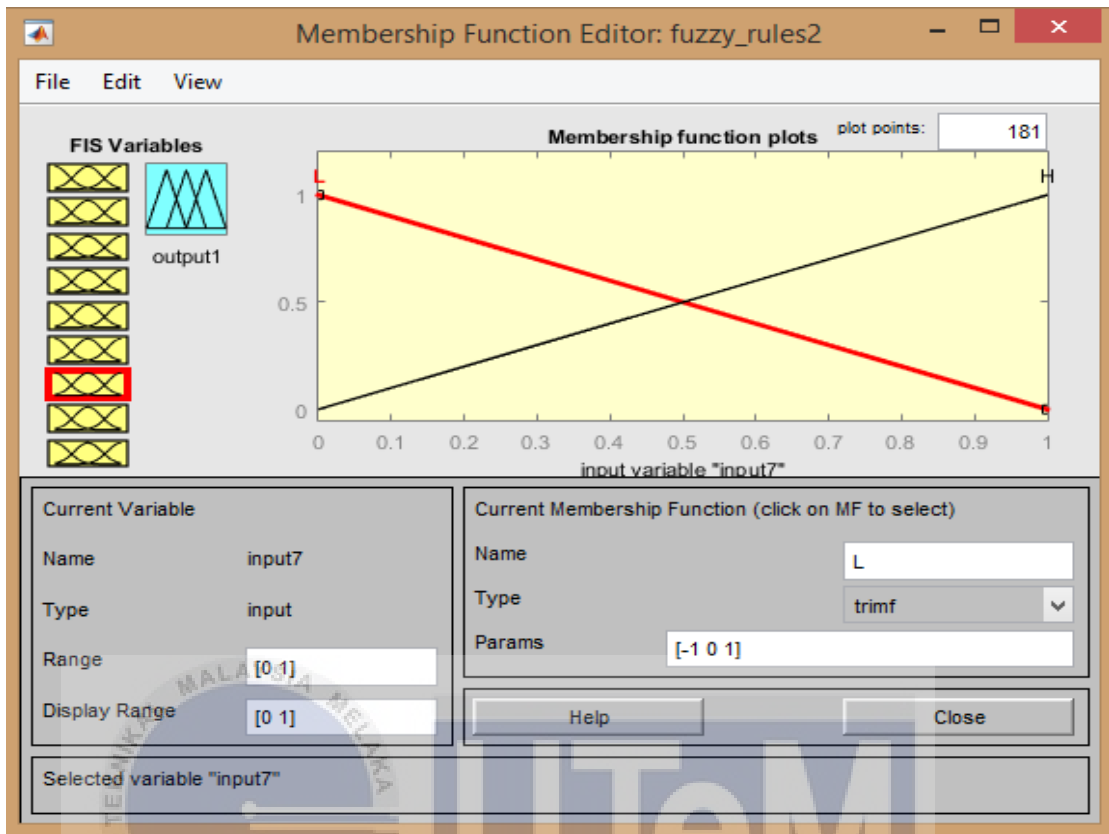 Membership Function Editor: fuzzy_rules2
File Edit View
FIS Variables
output1
Membership function plots
plot points: 181
L
H
1
0.5
0
0 0.1 0.2 0.3 0.4 0.5 0.6 0.7 0.8 0.9 1
input variable "input7"
Current Variable
Name input7
Type input
Range [0 1]
Display Range [0 1]
Current Membership Function (click on MF to select)
Name L
Type trimf
Params [-1 0 1]
Help Close
Selected variable "input7"
TEKNIKAL MALAYSIA MELAKA
UTeM